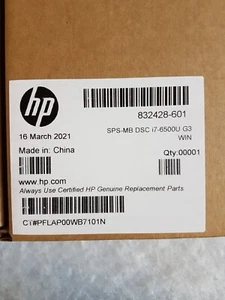 hp
832428-601
16 March 2021
SPS-MB DSC i7-6500U G3
WIN
Made in: China
Qty:00001
www.hp.com
Always Use Certified HP Genuine Replacement Parts
CT#PFLAP00WB7101N